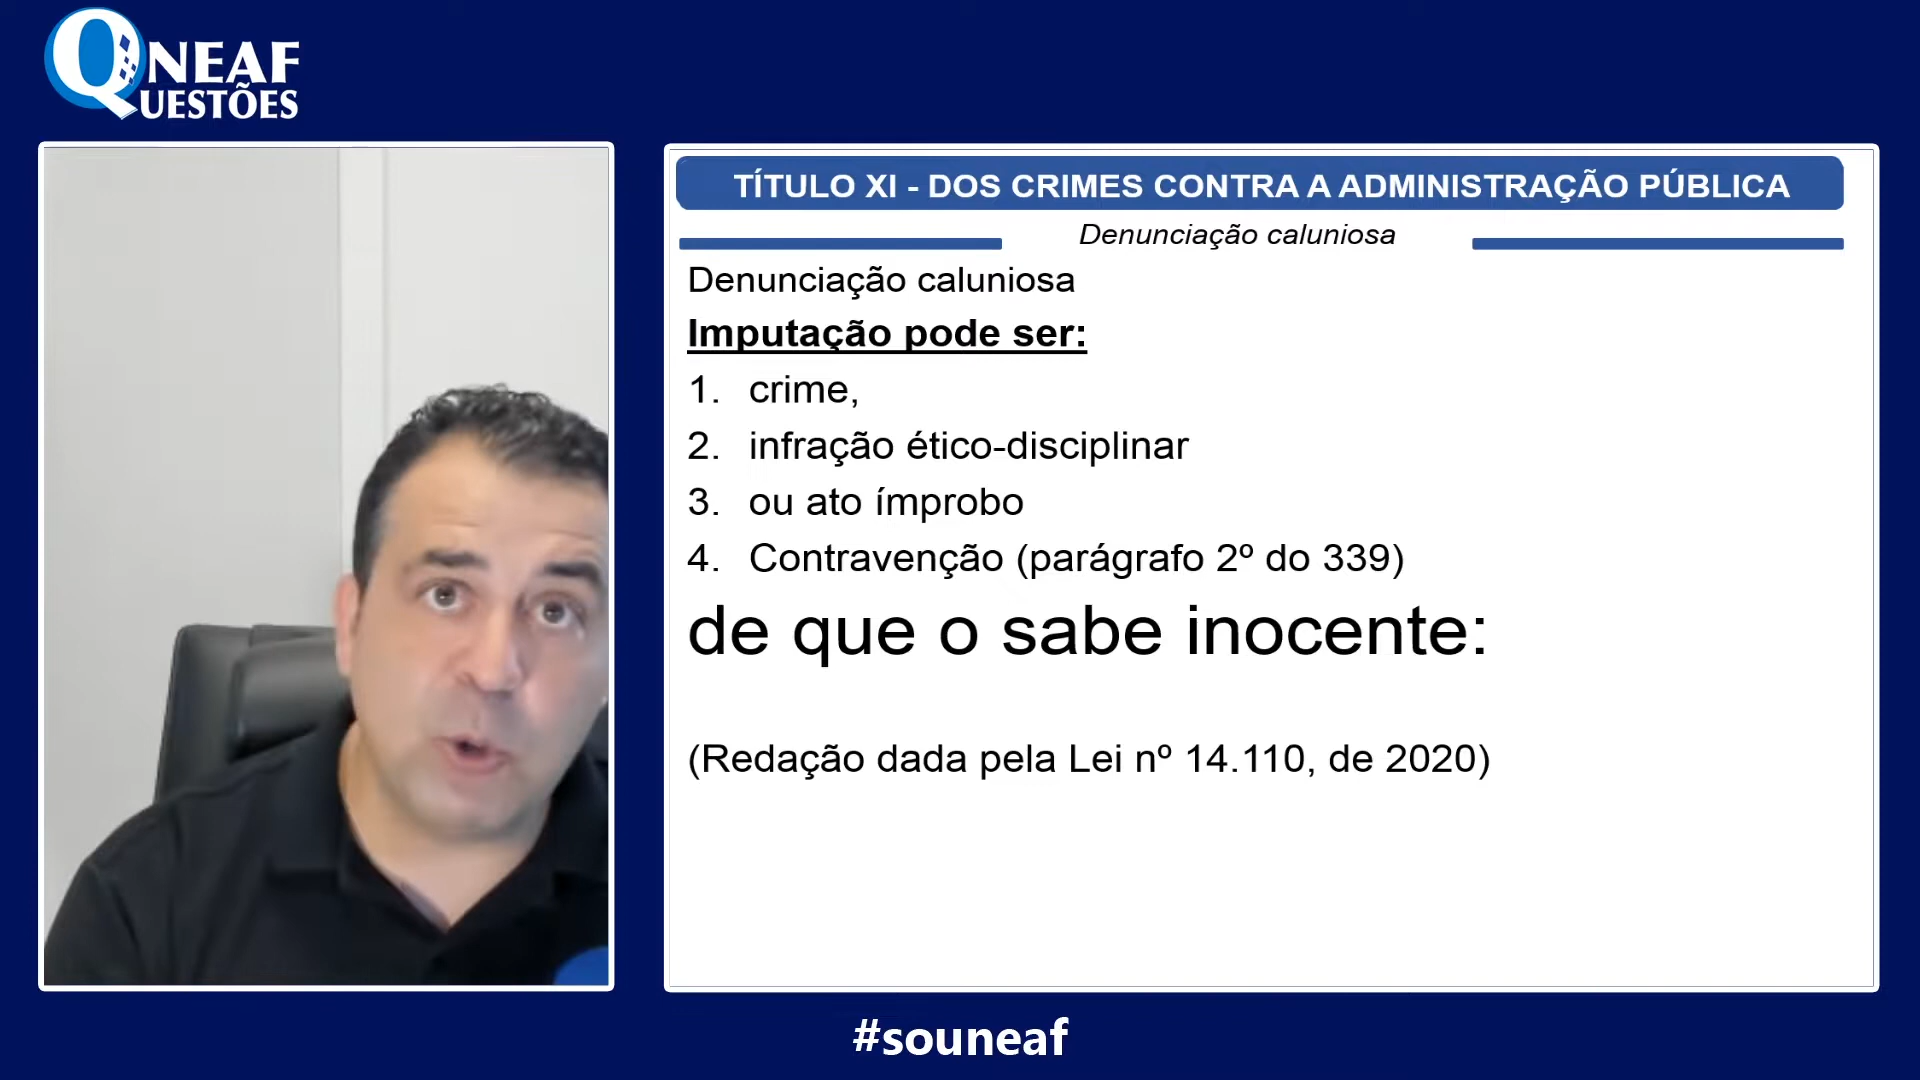 QNEAF
QUESTÕES
TÍTULO XI - DOS CRIMES CONTRA A ADMINISTRAÇÃO PÚBLICA
Denunciação caluniosa
Denunciação caluniosa
Imputação pode ser:
1. crime,
2. infração ético-disciplinar
3. ou ato ímprobo
4. Contravenção (parágrafo 2º do 339)
de que o sabe inocente:
(Redação dada pela Lei nº 14.110, de 2020)
#souneaf